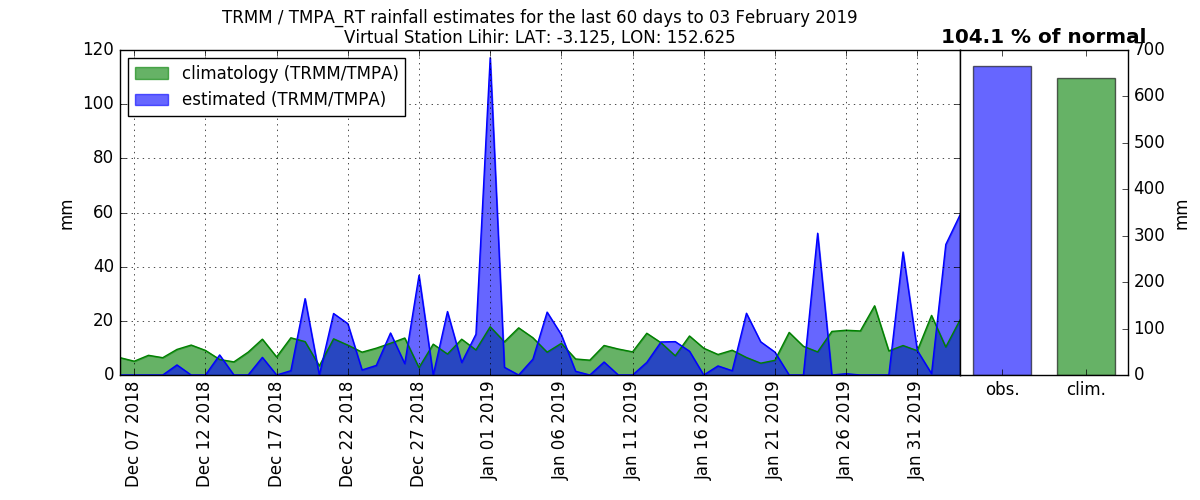 TRMM / TMPA_RT rainfall estimates for the last 60 days to 03 February 2019
Virtual Station Lihir: LAT: -3.125, LON: 152.625
104.1 % of normal
climatology (TRMM/TMPA)
estimated (TRMM/TMPA)
mm
120
100
80
60
40
20
0
Dec 07 2018
Dec 12 2018
Dec 17 2018
Dec 22 2018
Dec 27 2018
Jan 01 2019
Jan 06 2019
Jan 11 2019
Jan 16 2019
Jan 21 2019
Jan 26 2019
Jan 31 2019
700
600
500
400
300
200
100
0
mm
obs.
clim.